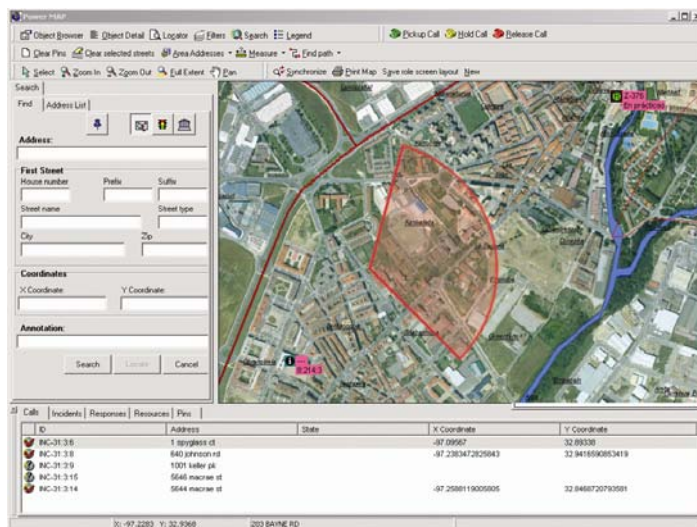 Power MAP
Object Browser Object Detail Locator Filters Search Legend Pickup Call Hold Call Release Call
Clear Pins Clear selected streets Area Addresses Measure Find path
Select Zoom In Zoom Out Full Extent Pan Synchronize Print Map Save role screen layout New
Search
Find Address List
Address:
First Street
House number Prefix Suffix
Street name Street type
City Zip
Coordinates
X Coordinate: Y Coordinate:
Annotation:
Search Locate Cancel
Z-376
En prácticas
8:214:3
Calls Incidents Responses Resources Pins
ID Address State X Coordinate Y Coordinate
INC-31:3:6 1 spyglass ct -97.09567 32.89338
INC-31:3:8 640 johnson rd -97.2383472825843 32.9416590853419
INC-31:3:9 1001 keller pk
INC-31:3:15 5646 macrae st
INC-31:3:14 5644 macrae st -97.2588119005805 32.8468720793581
X: -97.2283 Y: 32.9368 203 BAYNE RD